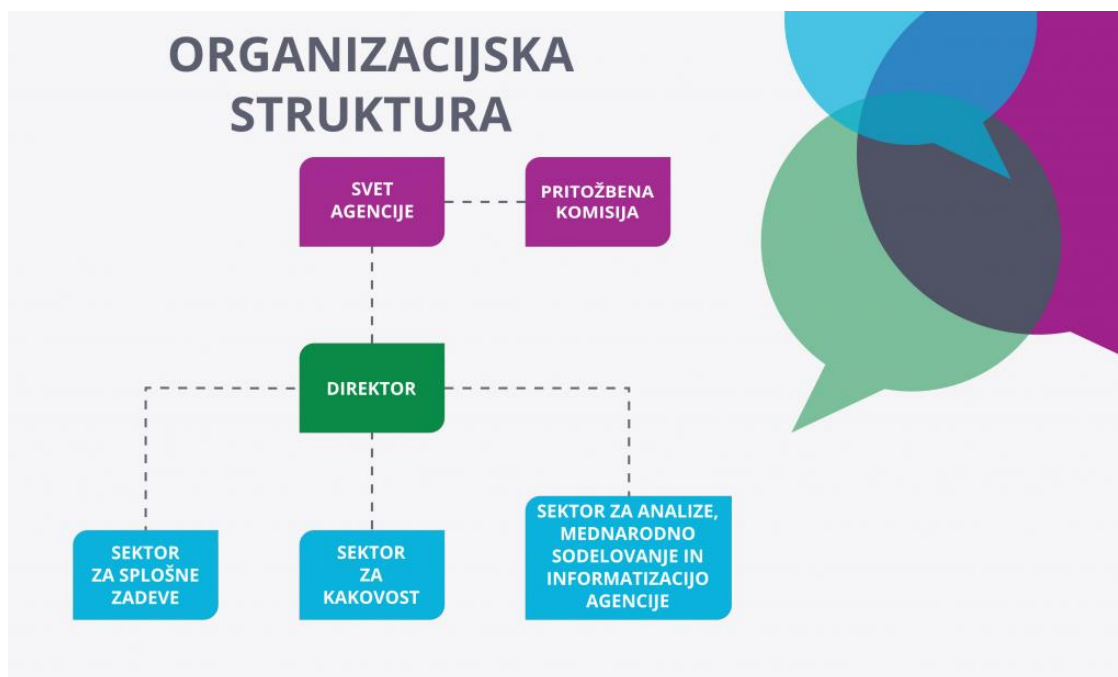 ORGANIZACIJSKA
STRUKTURA
SVET
AGENCIJE
PRITOŽBENA
KOMISIJA
DIREKTOR
SEKTOR
ZA SPLOŠNE
ZADEVE
SEKTOR
ZA
KAKOVOST
SEKTOR ZA ANALIZE,
MEDNARODNO
SODELOVANJE IN
INFORMATIZACIJO
AGENCIJE